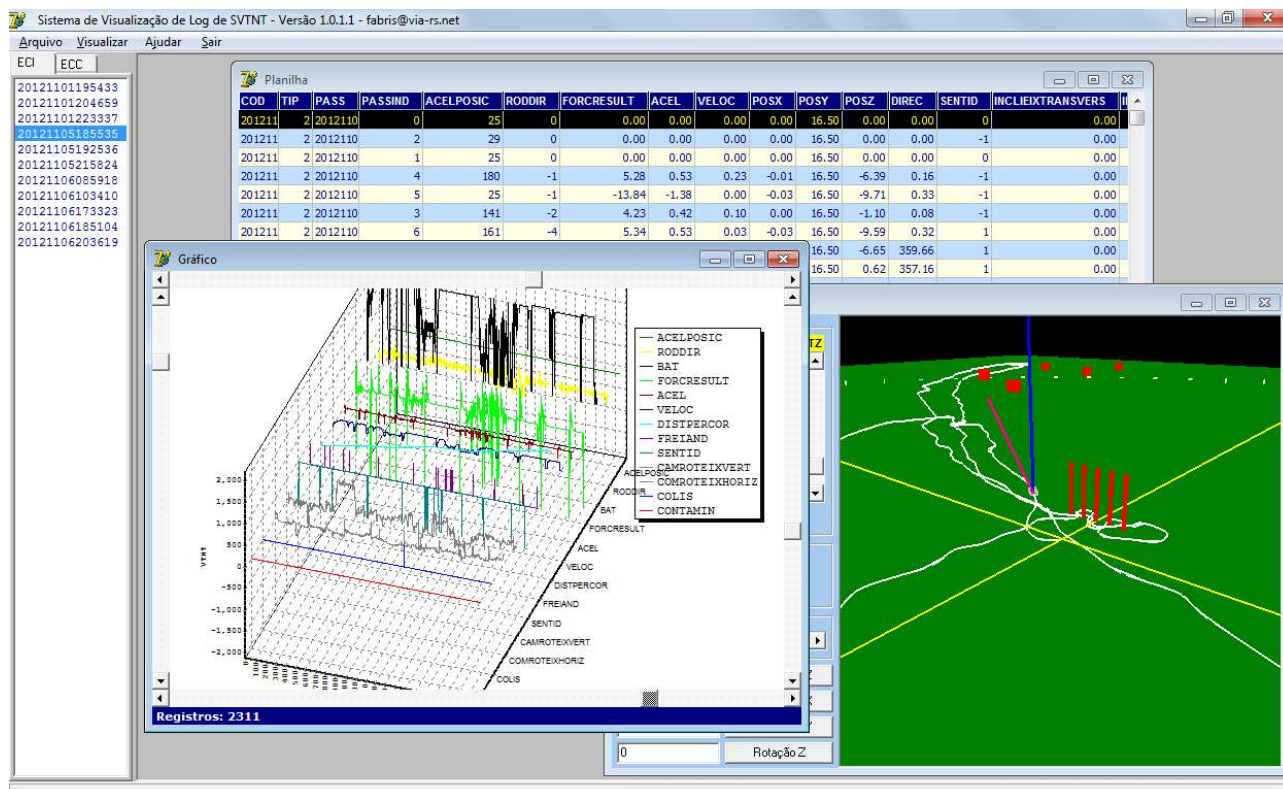 Sistema de Visualização de Log de SVTNT - Versão 1.0.1.1 - fabris@via-rs.net
Arquivo Visualizar Ajudar Sair
ECI ECC
20121101195433
20121101204659
20121101223337
20121105185535
20121105192536
20121105215824
20121106085918
20121106103410
20121106173323
20121106185104
20121106203619
Planilha
COD TIP PASS PASSIND ACELPOSIC RODDIR FORCRESULT ACEL VELOC POSX POSY POSZ DIREC SENTID INCLIEIXTRANSVERS
201211 2 2012110 0 25 0 0.00 0.00 0.00 0.00 16.50 0.00 0.00 0 0.00
201211 2 2012110 2 29 0 0.00 0.00 0.00 0.00 16.50 0.00 0.00 -1 0.00
201211 2 2012110 1 25 0 0.00 0.00 0.00 0.00 16.50 0.00 0.00 0 0.00
201211 2 2012110 4 180 -1 5.28 0.53 0.23 -0.01 16.50 -6.39 0.16 -1 0.00
201211 2 2012110 5 25 -1 -13.84 -1.38 0.00 -0.03 16.50 -9.71 0.33 -1 0.00
201211 2 2012110 3 141 -2 4.23 0.42 0.10 0.00 16.50 -1.10 0.08 -1 0.00
201211 2 2012110 6 161 -4 5.34 0.53 0.03 -0.03 16.50 -9.59 0.32 1 0.00
16.50 -6.65 359.66 1 0.00
16.50 0.62 357.16 1 0.00
Gráfico
ACELPOSIC
RODDIR
BAT
FORCRESULT
ACEL
VELOC
DISTPERCOR
FREIAND
SENTID
CAMROTEIXVERT
COMROTEIXHORIZ
COLIS
CONTAMIN
2,000
1,500
1,000
500
0
-500
-1,000
-1,500
-2,000
VTNT
0 100 200 300 400 500 600 700
ACELPOSIC
RODDIR
BAT
FORCRESULT
ACEL
VELOC
DISTPERCOR
FREIAND
SENTID
CAMROTEIXVERT
COMROTEIXHORIZ
COLIS
Registros: 2311
TZ
0 Rotação Z